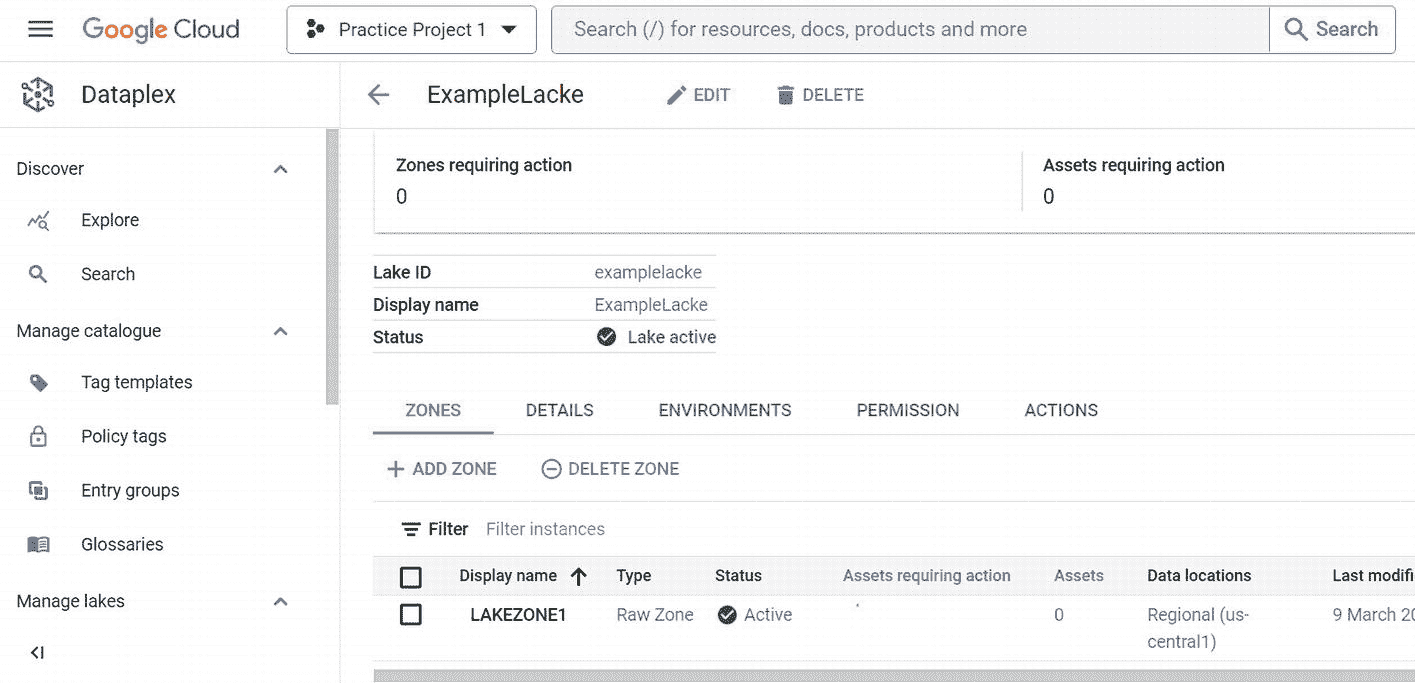 Google Cloud Practice Project 1 Search (/) for resources, docs, products and more Search
Dataplex ExampleLacke EDIT DELETE
Discover
Explore
Search
Manage catalogue
Tag templates
Policy tags
Entry groups
Glossaries
Manage lakes
Zones requiring action Assets requiring action
0 0
Lake ID examplelacke
Display name ExampleLacke
Status Lake active
ZONES DETAILS ENVIRONMENTS PERMISSION ACTIONS
ADD ZONE DELETE ZONE
Filter Filter instances
Display name Type Status Assets requiring action Assets Data locations Last modifi
LAKEZONE1 Raw Zone Active 0 Regional (us- 9 March 20
central1)